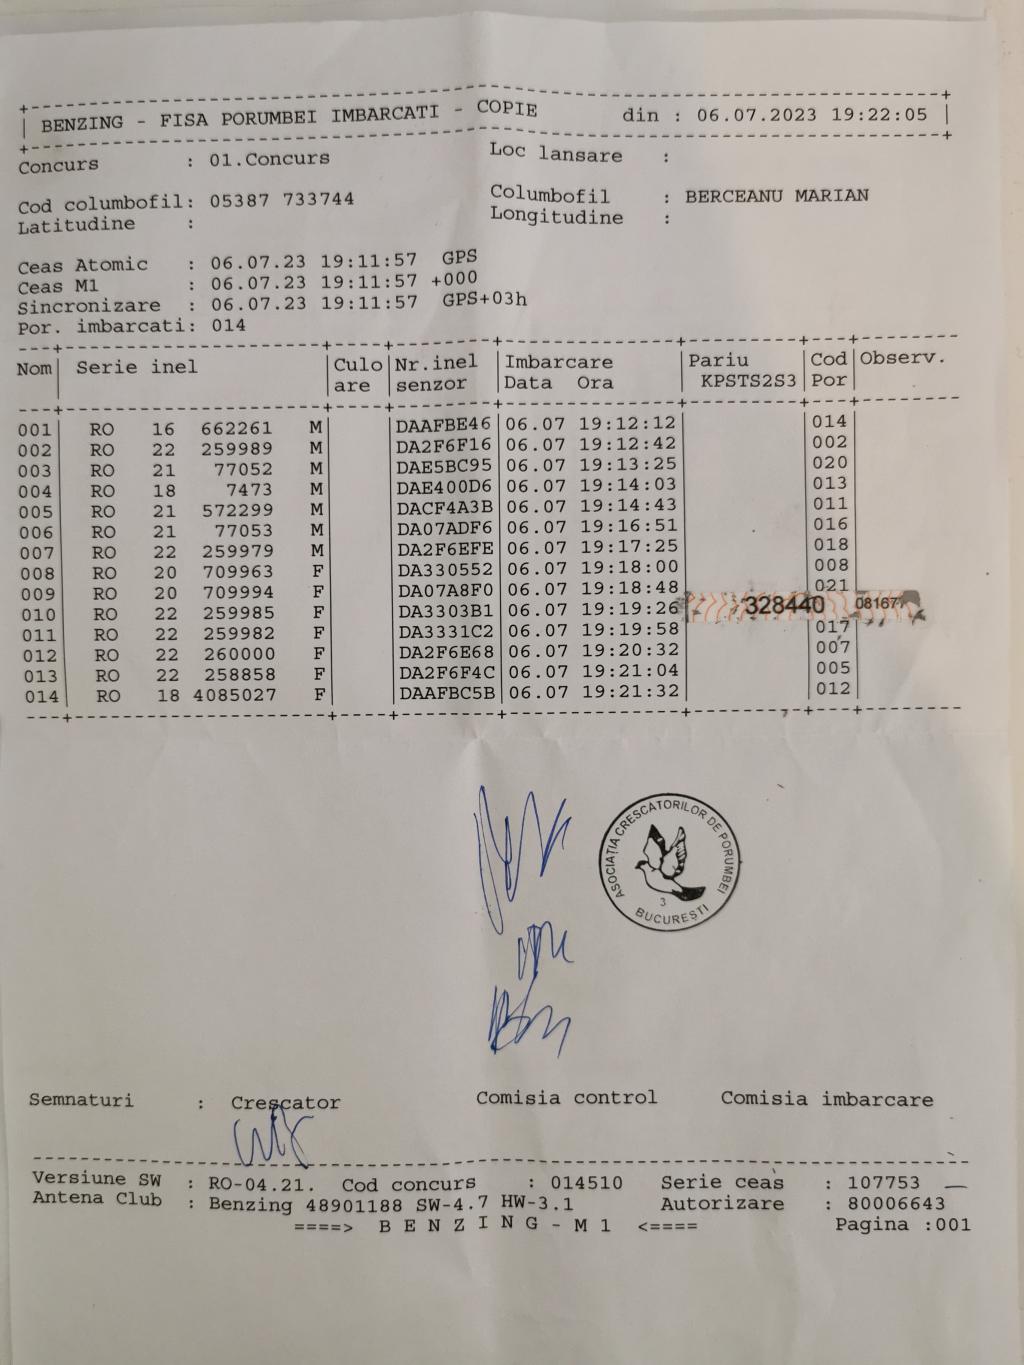 BENZING - FISA PORUMBEI IMBARCATI - COPIE din : 06.07.2023 19:22:05
Concurs : 01.Concurs Loc lansare :
Cod columbofil: 05387 733744 Columbofil : BERCEANU MARIAN
Latitudine : Longitudine :
Ceas Atomic : 06.07.23 19:11:57 GPS
Ceas M1 : 06.07.23 19:11:57 +000
Sincronizare : 06.07.23 19:11:57 GPS+03h
Por. imbarcati: 014
Nom Serie inel Culo Nr.inel Imbarcare Pariu Cod Observ.
are senzor Data Ora KPSTS2S3 Por
001 RO 16 662261 M DAAFBE46 06.07 19:12:12 014
002 RO 22 259989 M DA2F6F16 06.07 19:12:42 002
003 RO 21 77052 M DAE5BC95 06.07 19:13:25 020
004 RO 18 7473 M DAE400D6 06.07 19:14:03 013
005 RO 21 572299 M DACF4A3B 06.07 19:14:43 011
006 RO 21 77053 M DA07ADF6 06.07 19:16:51 016
007 RO 22 259979 M DA2F6EFE 06.07 19:17:25 018
008 RO 20 709963 F DA330552 06.07 19:18:00 008
009 RO 20 709994 F DA07A8F0 06.07 19:18:48 021
010 RO 22 259985 F DA3303B1 06.07 19:19:26 328440 081677
011 RO 22 259982 F DA3331C2 06.07 19:19:58 017
012 RO 22 260000 F DA2F6E68 06.07 19:20:32 007
013 RO 22 258858 F DA2F6F4C 06.07 19:21:04 005
014 RO 18 4085027 F DAAFBC5B 06.07 19:21:32 012
ASOCIAȚIA CRESCĂTORILOR DE PORUMBEI
3
BUCUREȘTI
Semnaturi : Crescator Comisia control Comisia imbarcare
Versiune SW : RO-04.21. Cod concurs : 014510 Serie ceas : 107753
Antena Club : Benzing 48901188 SW-4.7 HW-3.1 Autorizare : 80006643
====> B E N Z I N G - M 1 <==== Pagina :001